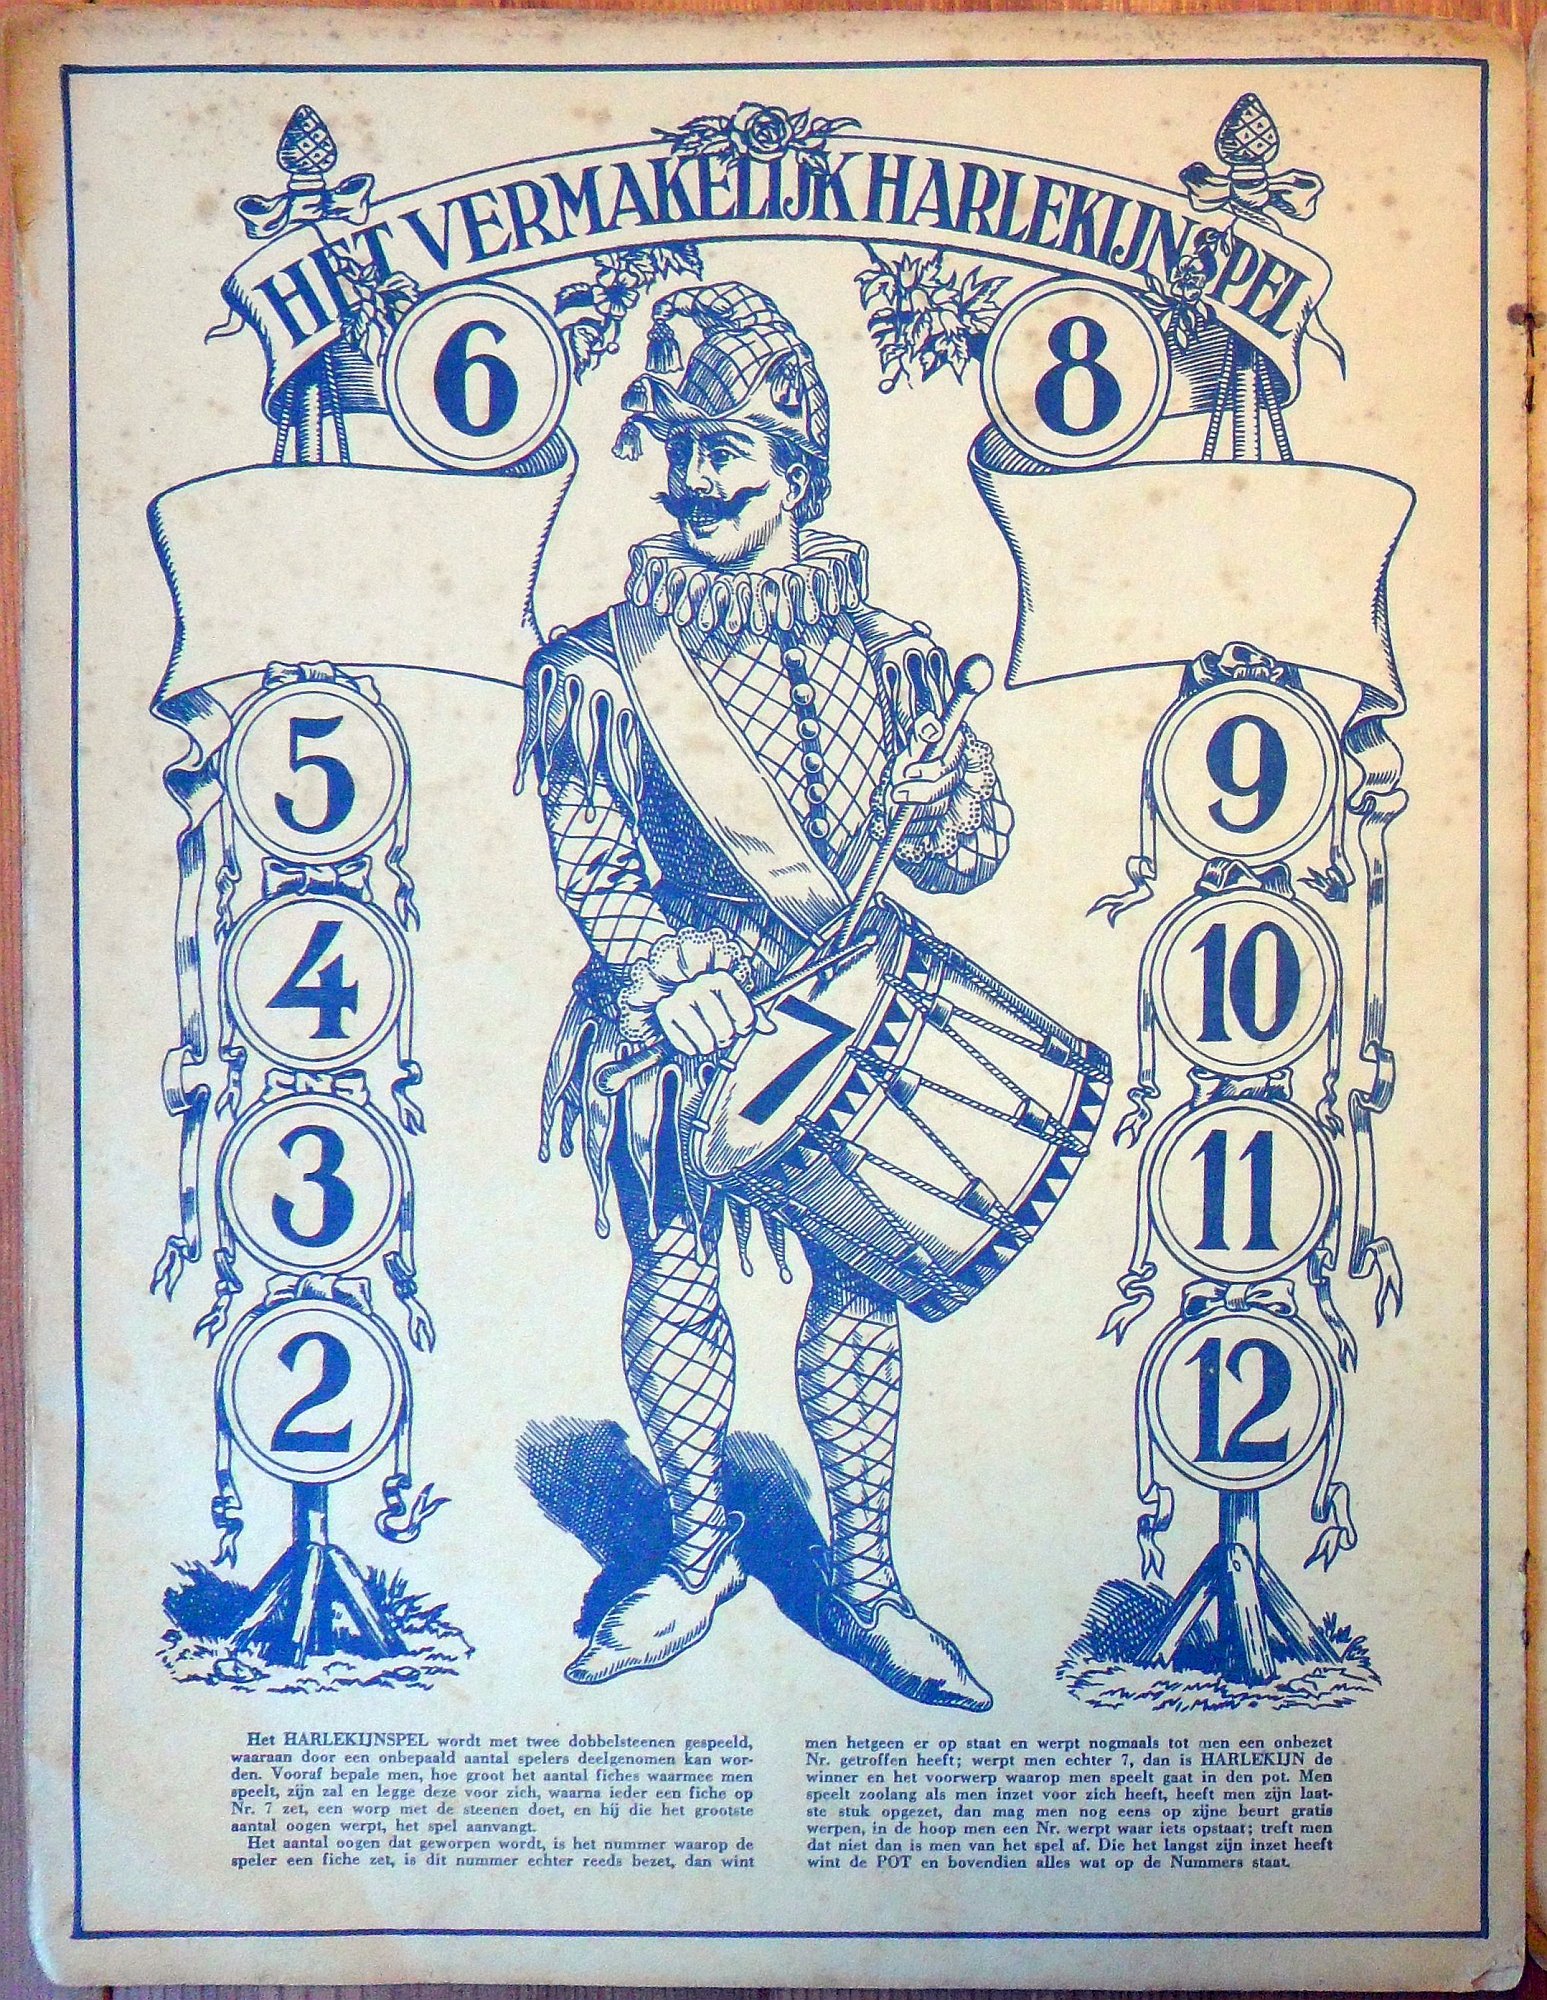 HET VERMAKELIJK HARLEKIJNSPEL
6
8
5
9
4
10
7
3
11
2
12
Het HARLEKIJNSPEL wordt met twee dobbelsteenen gespeeld,
waaraan door een onbepaald aantal spelers deelgenomen kan wor-
den. Vooraf bepale men, hoe groot het aantal fiches waarmee men
speelt, zijn zal en legge deze voor zich, waarna ieder een fiche op
Nr. 7 zet, een worp met de steenen doet, en hij die het grootste
aantal oogen werpt, het spel aanvangt.
Het aantal oogen dat geworpen wordt, is het nummer waarop de
speler een fiche zet, is dit nummer echter reeds bezet, dan wint
men hetgeen er op staat en werpt nogmaals tot men een onbezet
Nr. getroffen heeft; werpt men echter 7, dan is HARLEKIJN de
winner en het voorwerp waarop men speelt gaat in den pot. Men
speelt zoolang als men inzet voor zich heeft, heeft men zijn laat-
ste stuk opgezet, dan mag men nog eens op zijne beurt gratis
werpen, in de hoop men een Nr. werpt waar iets opstaat; treft men
dat niet dan is men van het spel af. Die het langst zijn inzet heeft
wint de POT en bovendien alles wat op de Nummers staat.